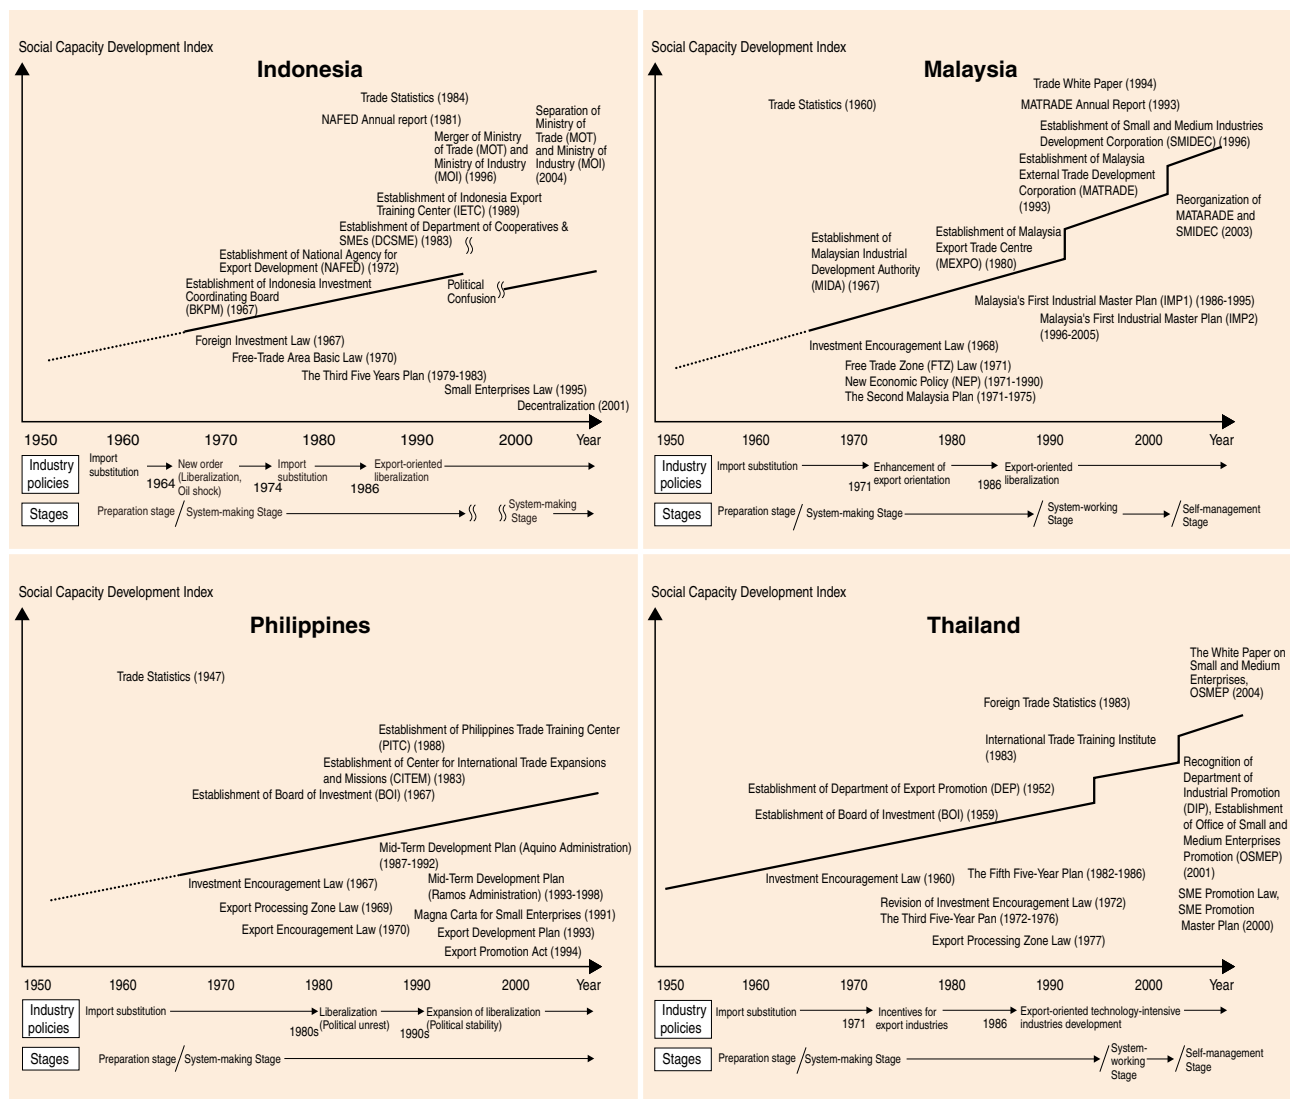 Social Capacity Development Index
Indonesia
Trade Statistics (1984)
NAFED Annual report (1981)
Merger of Ministry
of Trade (MOT) and
Ministry of Industry
(MOI) (1996)
Separation of
Ministry of
Trade (MOT)
and Ministry of
Industry (MOI)
(2004)
Establishment of Indonesia Export
Training Center (IETC) (1989)
Establishment of Department of Cooperatives &
SMEs (DCSME) (1983)
Establishment of National Agency for
Export Development (NAFED) (1972)
Establishment of Indonesia Investment
Coordinating Board
(BKPM) (1967)
Political
Confusion
Foreign Investment Law (1967)
Free-Trade Area Basic Law (1970)
The Third Five Years Plan (1979-1983)
Small Enterprises Law (1995)
Decentralization (2001)
1950 1960 1970 1980 1990 2000 Year
Industry
policies
Import
substitution
1964
New order
(Liberalization,
Oil shock)
1974
Import
substitution
1986
Export-oriented
liberalization
Stages
Preparation stage
System-making Stage
System-making
Stage
Social Capacity Development Index
Malaysia
Trade White Paper (1994)
Trade Statistics (1960)
MATRADE Annual Report (1993)
Establishment of Small and Medium Industries
Development Corporation (SMIDEC) (1996)
Establishment of Malaysia
External Trade Development
Corporation (MATRADE)
(1993)
Reorganization of
MATARADE and
SMIDEC (2003)
Establishment of Malaysia
Export Trade Centre
(MEXPO) (1980)
Establishment of
Malaysian Industrial
Development Authority
(MIDA) (1967)
Malaysia's First Industrial Master Plan (IMP1) (1986-1995)
Malaysia's First Industrial Master Plan (IMP2)
(1996-2005)
Investment Encouragement Law (1968)
Free Trade Zone (FTZ) Law (1971)
New Economic Policy (NEP) (1971-1990)
The Second Malaysia Plan (1971-1975)
1950 1960 1970 1980 1990 2000 Year
Industry
policies
Import substitution
1971
Enhancement of
export orientation
1986
Export-oriented
liberalization
Stages
Preparation stage
System-making Stage
System-working
Stage
Self-management
Stage
Social Capacity Development Index
Philippines
Trade Statistics (1947)
Establishment of Philippines Trade Training Center
(PITC) (1988)
Establishment of Center for International Trade Expansions
and Missions (CITEM) (1983)
Establishment of Board of Investment (BOI) (1967)
Mid-Term Development Plan (Aquino Administration)
(1987-1992)
Mid-Term Development Plan
(Ramos Administration) (1993-1998)
Investment Encouragement Law (1967)
Export Processing Zone Law (1969)
Magna Carta for Small Enterprises (1991)
Export Encouragement Law (1970)
Export Development Plan (1993)
Export Promotion Act (1994)
1950 1960 1970 1980 1990 2000 Year
Industry
policies
Import substitution
1980s
Liberalization
(Political unrest)
1990s
Expansion of liberalization
(Political stability)
Stages
Preparation stage
System-making Stage
Social Capacity Development Index
Thailand
The White Paper on
Small and Medium
Enterprises,
OSMEP (2004)
Foreign Trade Statistics (1983)
International Trade Training Institute
(1983)
Establishment of Department of Export Promotion (DEP) (1952)
Establishment of Board of Investment (BOI) (1959)
Recognition of
Department of
Industrial Promotion
(DIP), Establishment
of Office of Small and
Medium Enterprises
Promotion (OSMEP)
(2001)
SME Promotion Law,
SME Promotion
Master Plan (2000)
Investment Encouragement Law (1960)
The Fifth Five-Year Plan (1982-1986)
Revision of Investment Encouragement Law (1972)
The Third Five-Year Pan (1972-1976)
Export Processing Zone Law (1977)
1950 1960 1970 1980 1990 2000 Year
Industry
policies
Import substitution
1971
Incentives for
export industries
1986
Export-oriented technology-intensive
industries development
Stages
Preparation stage
System-making Stage
System-
working
Stage
Self-management
Stage